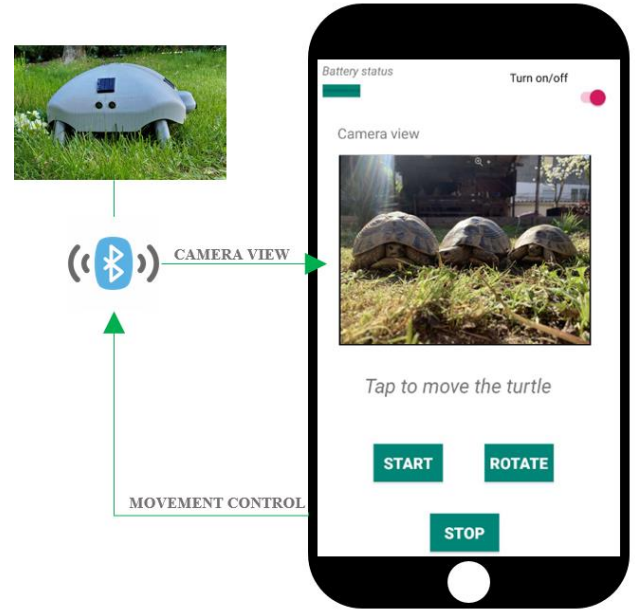 Battery status
Turn on/off
Camera view
CAMERA VIEW
Tap to move the turtle
START
ROTATE
MOVEMENT CONTROL
STOP